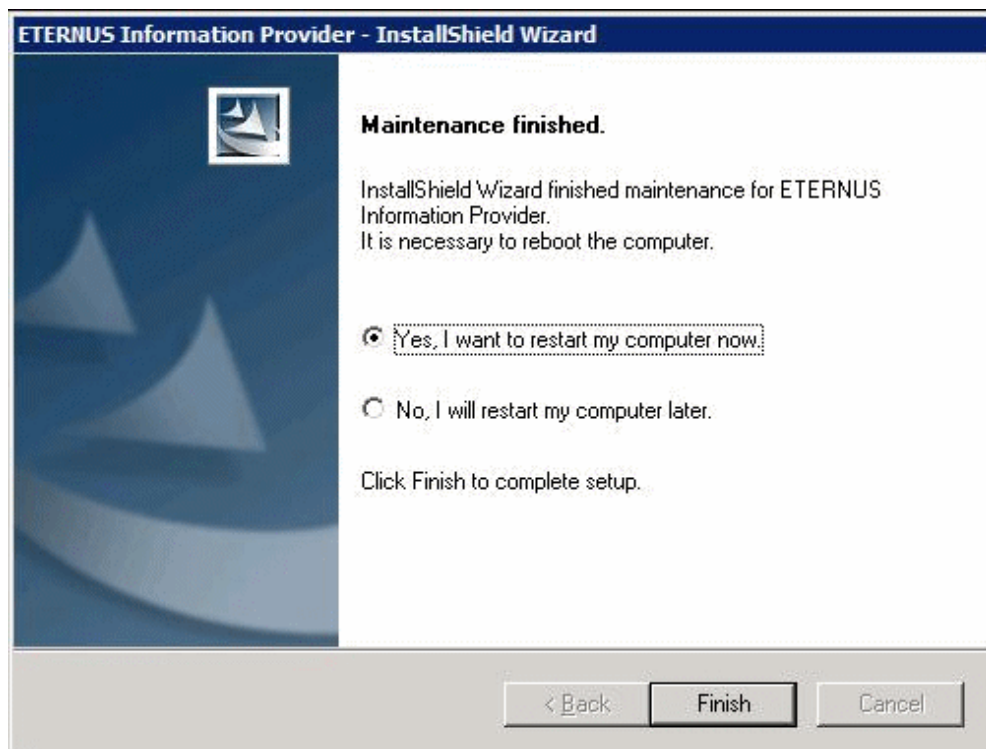 ETERNUS Information Provider - InstallShield Wizard
Maintenance finished.
InstallShield Wizard finished maintenance for ETERNUS
Information Provider.
It is necessary to reboot the computer.
Yes, I want to restart my computer now.
No, I will restart my computer later.
Click Finish to complete setup.
< Back
Finish
Cancel